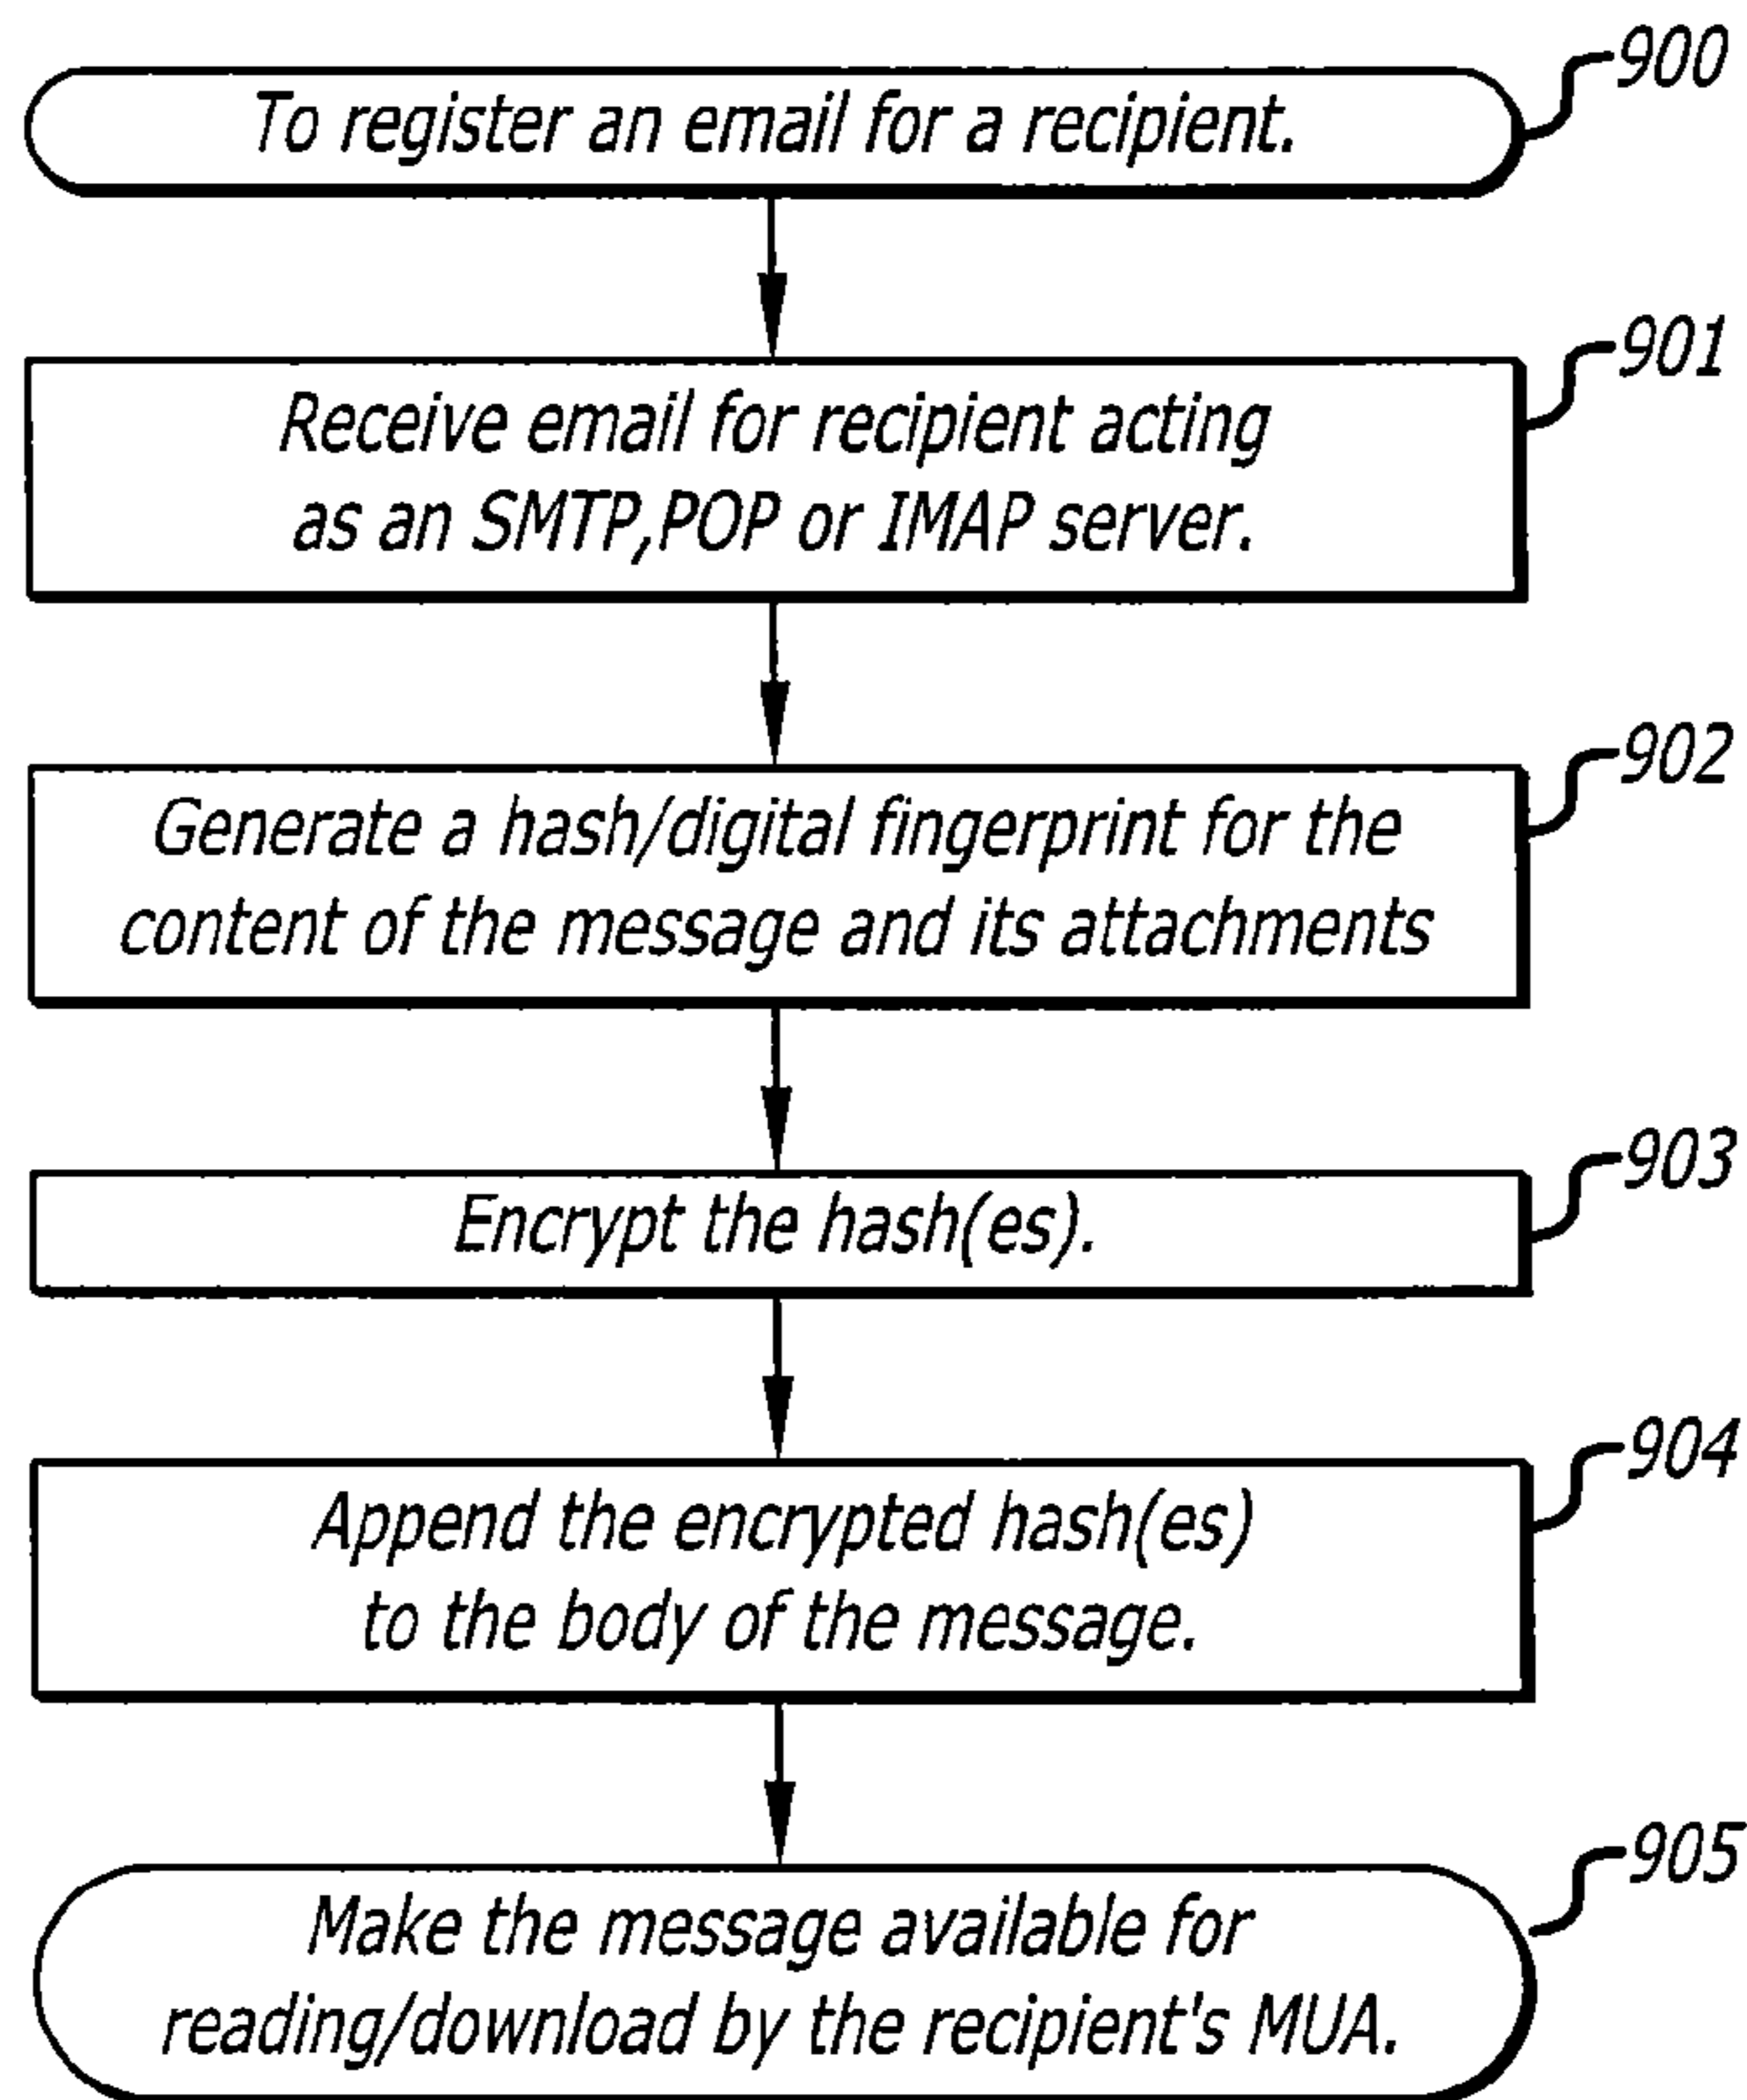 900
To register an email for a recipient.
901
Receive email for recipient acting
as an SMTP,POP or IMAP server.
902
Generate a hash/digital fingerprint for the
content of the message and its attachments
903
Encrypt the hash(es).
904
Append the encrypted hash(es)
to the body of the message.
905
Make the message available for
reading/download by the recipient's MUA.